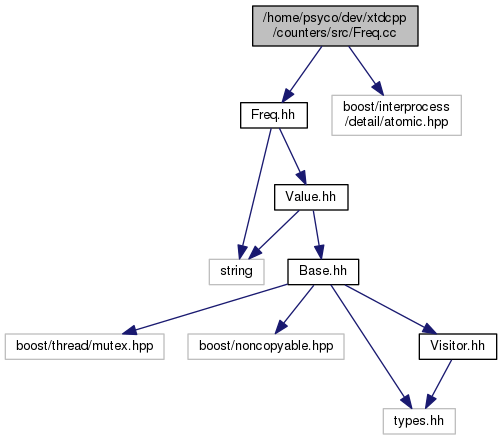 /home/psyco/dev/xtdcpp
/counters/src/Freq.cc
Freq.hh
boost/interprocess
/detail/atomic.hpp
Value.hh
string
Base.hh
boost/thread/mutex.hpp
boost/noncopyable.hpp
Visitor.hh
types.hh